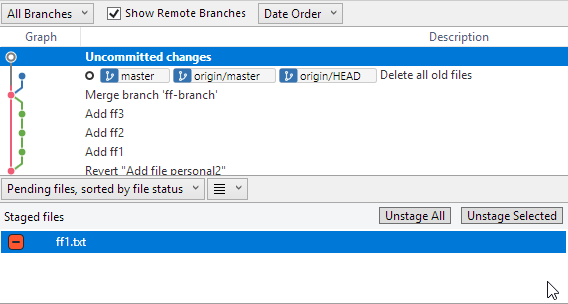 All Branches Show Remote Branches Date Order
Graph Description
Uncommitted changes
master origin/master origin/HEAD Delete all old files
Merge branch 'ff-branch'
Add ff3
Add ff2
Add ff1
Revert "Add file personal2"
Pending files, sorted by file status
Staged files Unstage All Unstage Selected
ff1.txt